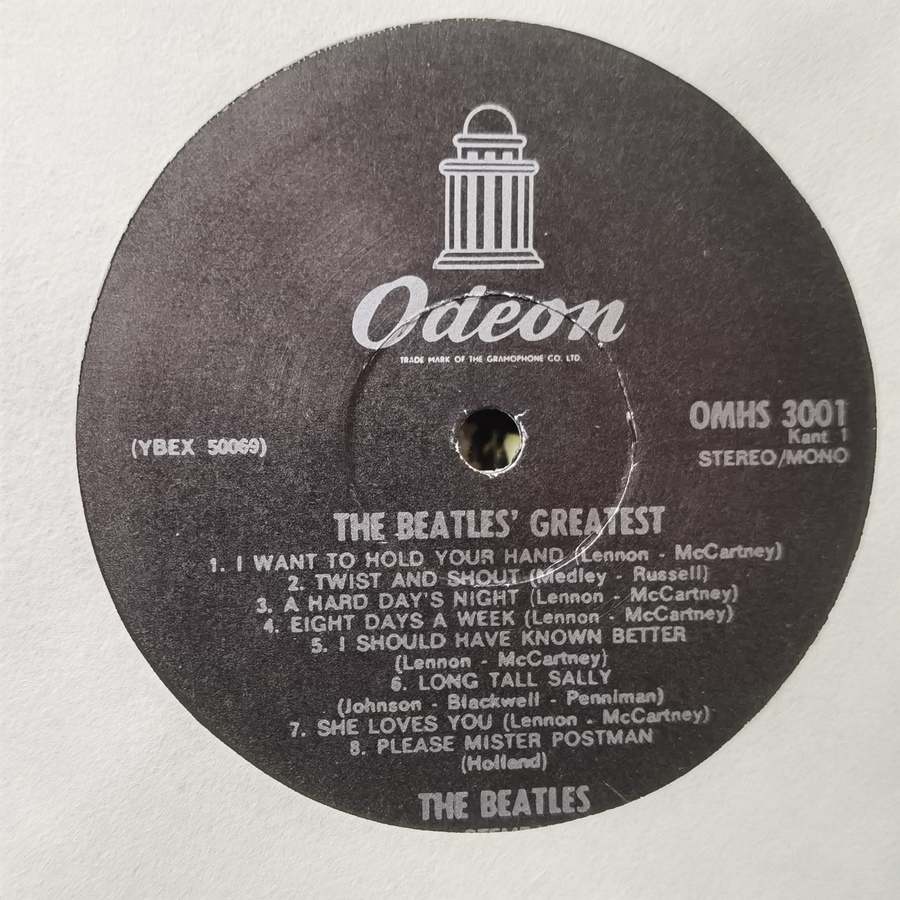 Odeon
TRADE MARK OF THE GRAMOPHONE CO. LTD.
OMHS 3001
Kant 1
(YBEX 50069)
STEREO/MONO
THE BEATLES' GREATEST
1. I WANT TO HOLD YOUR HAND (Lennon - McCartney)
2. TWIST AND SHOUT (Medley - Russell)
3. A HARD DAY'S NIGHT (Lennon - McCartney)
4. EIGHT DAYS A WEEK (Lennon - McCartney)
5. I SHOULD HAVE KNOWN BETTER
(Lennon - McCartney)
6. LONG TALL SALLY
(Johnson - Blackwell - Penniman)
7. SHE LOVES YOU (Lennon - McCartney)
8. PLEASE MISTER POSTMAN
(Holland)
THE BEATLES